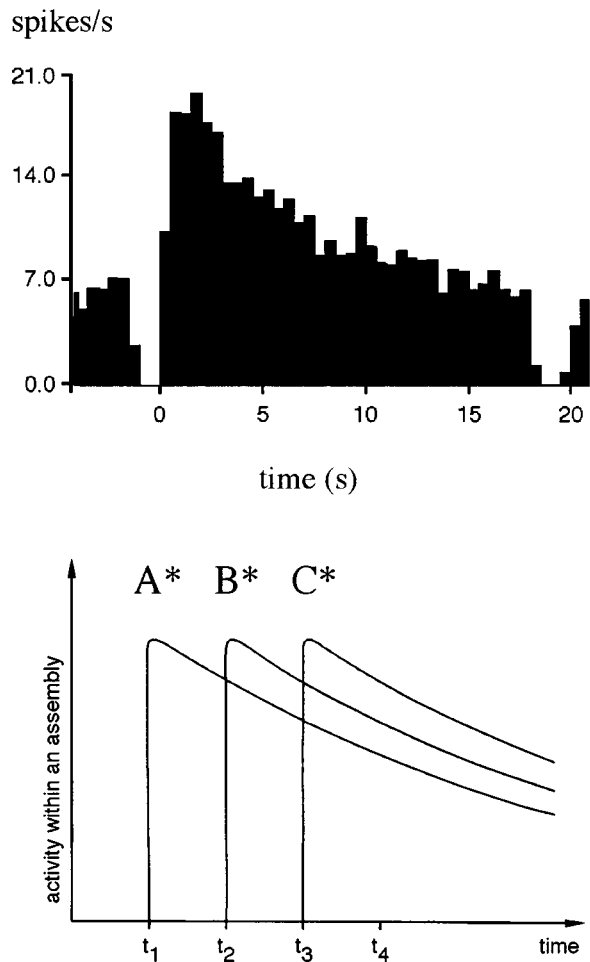 spikes/s
21.0
14.0
7.0
0.0
0 5 10 15 20
time (s)
A* B* C*
activity within an assembly
t1 t2 t3 t4 time